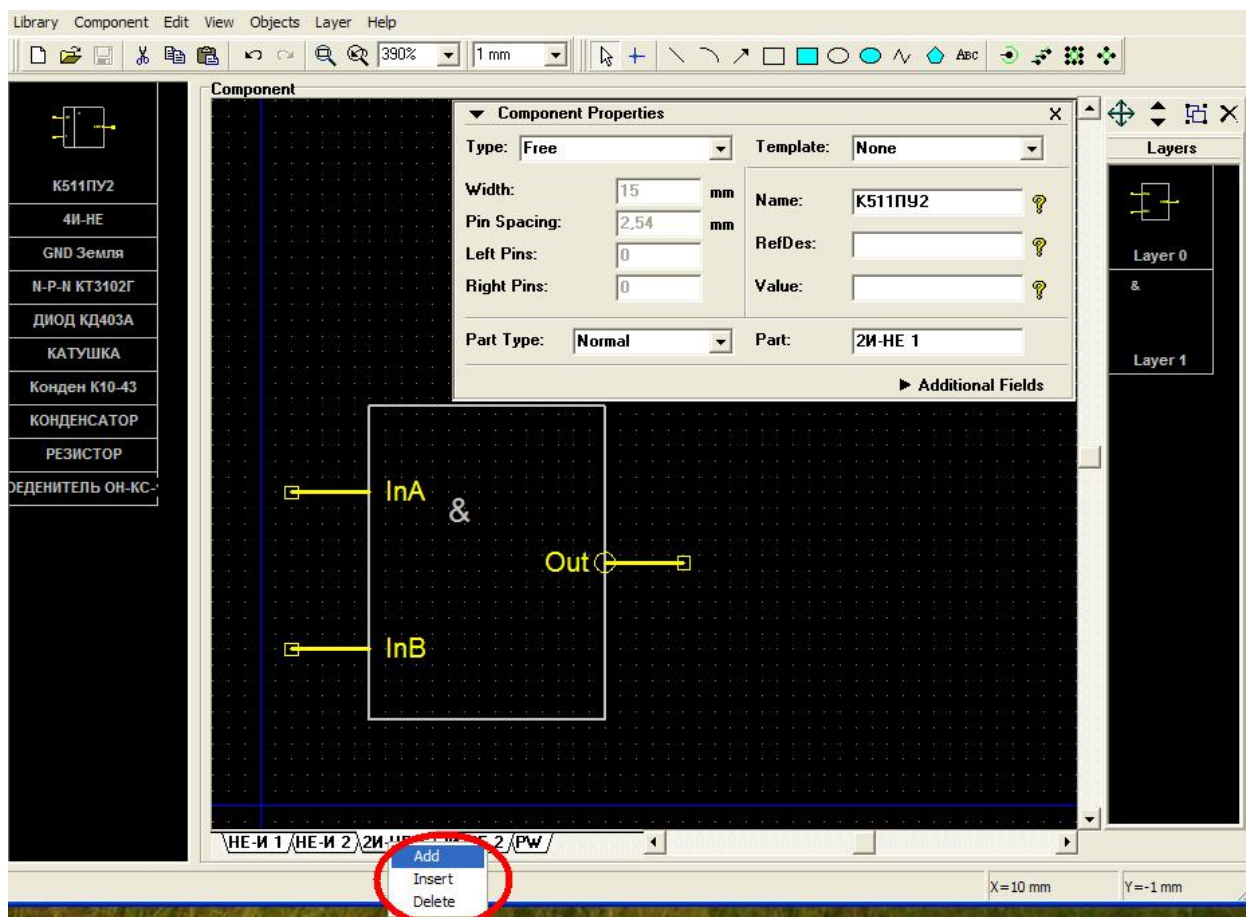 Library Component Edit View Objects Layer Help
390% 1 mm ABC
Component
К511ПУ2
4И-НЕ
GND Земля
N-P-N КТ3102Г
ДИОД КД403А
КАТУШКА
Конден К10-43
КОНДЕНСАТОР
РЕЗИСТОР
ОЕДЕНИТЕЛЬ ОН-КС-
Component Properties X
Type: Free Template: None
Width: 15 mm Name: К511ПУ2
Pin Spacing: 2,54 mm
RefDes:
Left Pins: 0
Right Pins: 0 Value:
Part Type: Normal Part: 2И-НЕ 1
Additional Fields
InA
&
Out
InB
Layers
Layer 0
&
Layer 1
НЕ-И 1 НЕ-И 2 2И- 2 PW
Add
Insert
Delete
X=10 mm Y=-1 mm